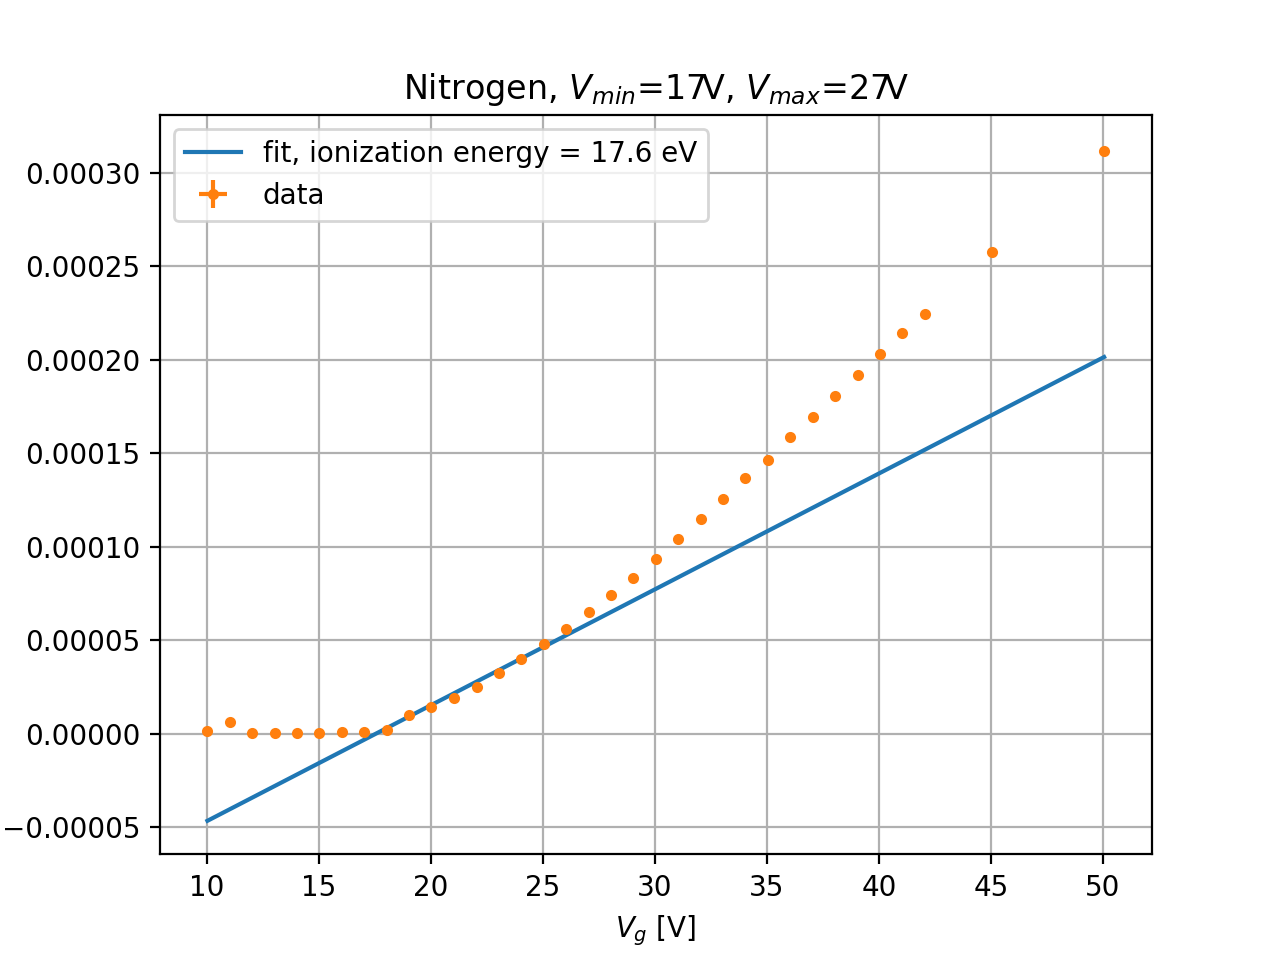 Nitrogen, V_min=17V, V_max=27V
fit, ionization energy = 17.6 eV
data
0.00030
0.00025
0.00020
0.00015
0.00010
0.00005
0.00000
−0.00005
10 15 20 25 30 35 40 45 50
V_g [V]